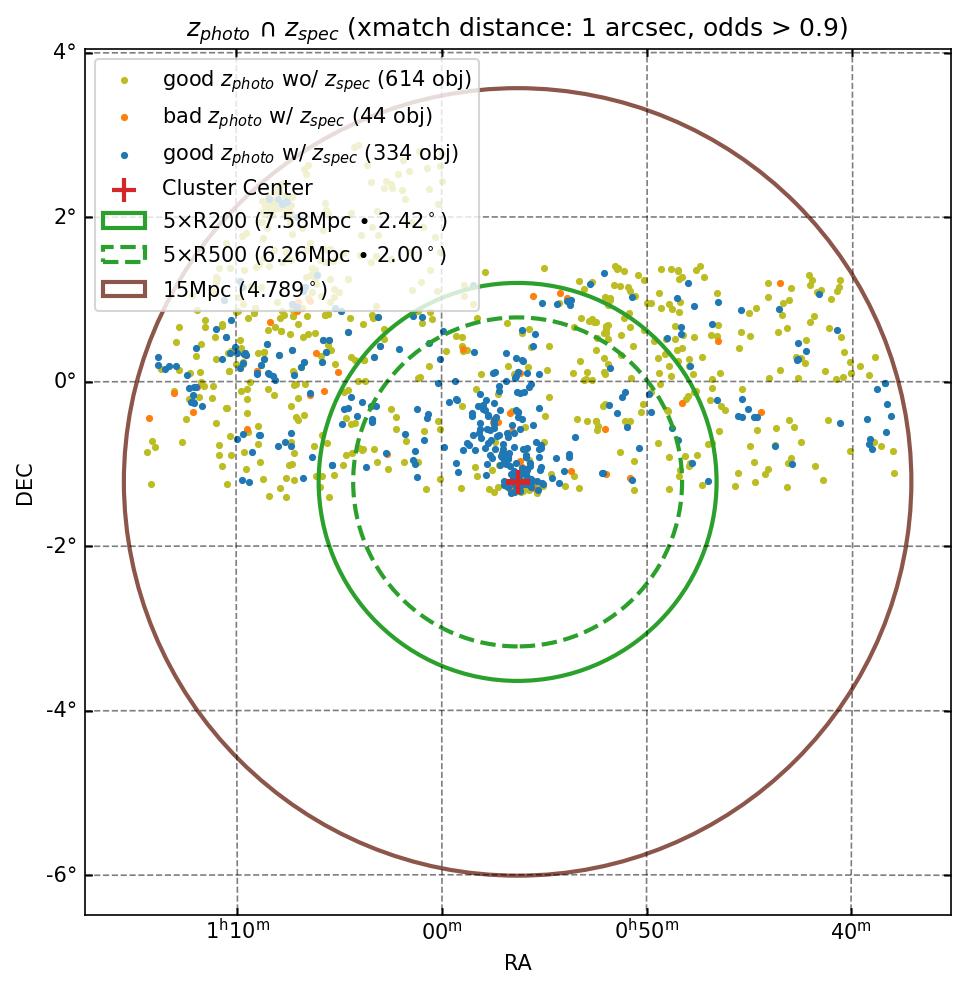 z_photo ∩ z_spec (xmatch distance: 1 arcsec, odds > 0.9)
good z_photo wo/ z_spec (614 obj)
bad z_photo w/ z_spec (44 obj)
good z_photo w/ z_spec (334 obj)
Cluster Center
5×R200 (7.58Mpc • 2.42°)
5×R500 (6.26Mpc • 2.00°)
15Mpc (4.789°)
4°
2°
0°
-2°
-4°
-6°
DEC
1h10m 00m 0h50m 40m
RA